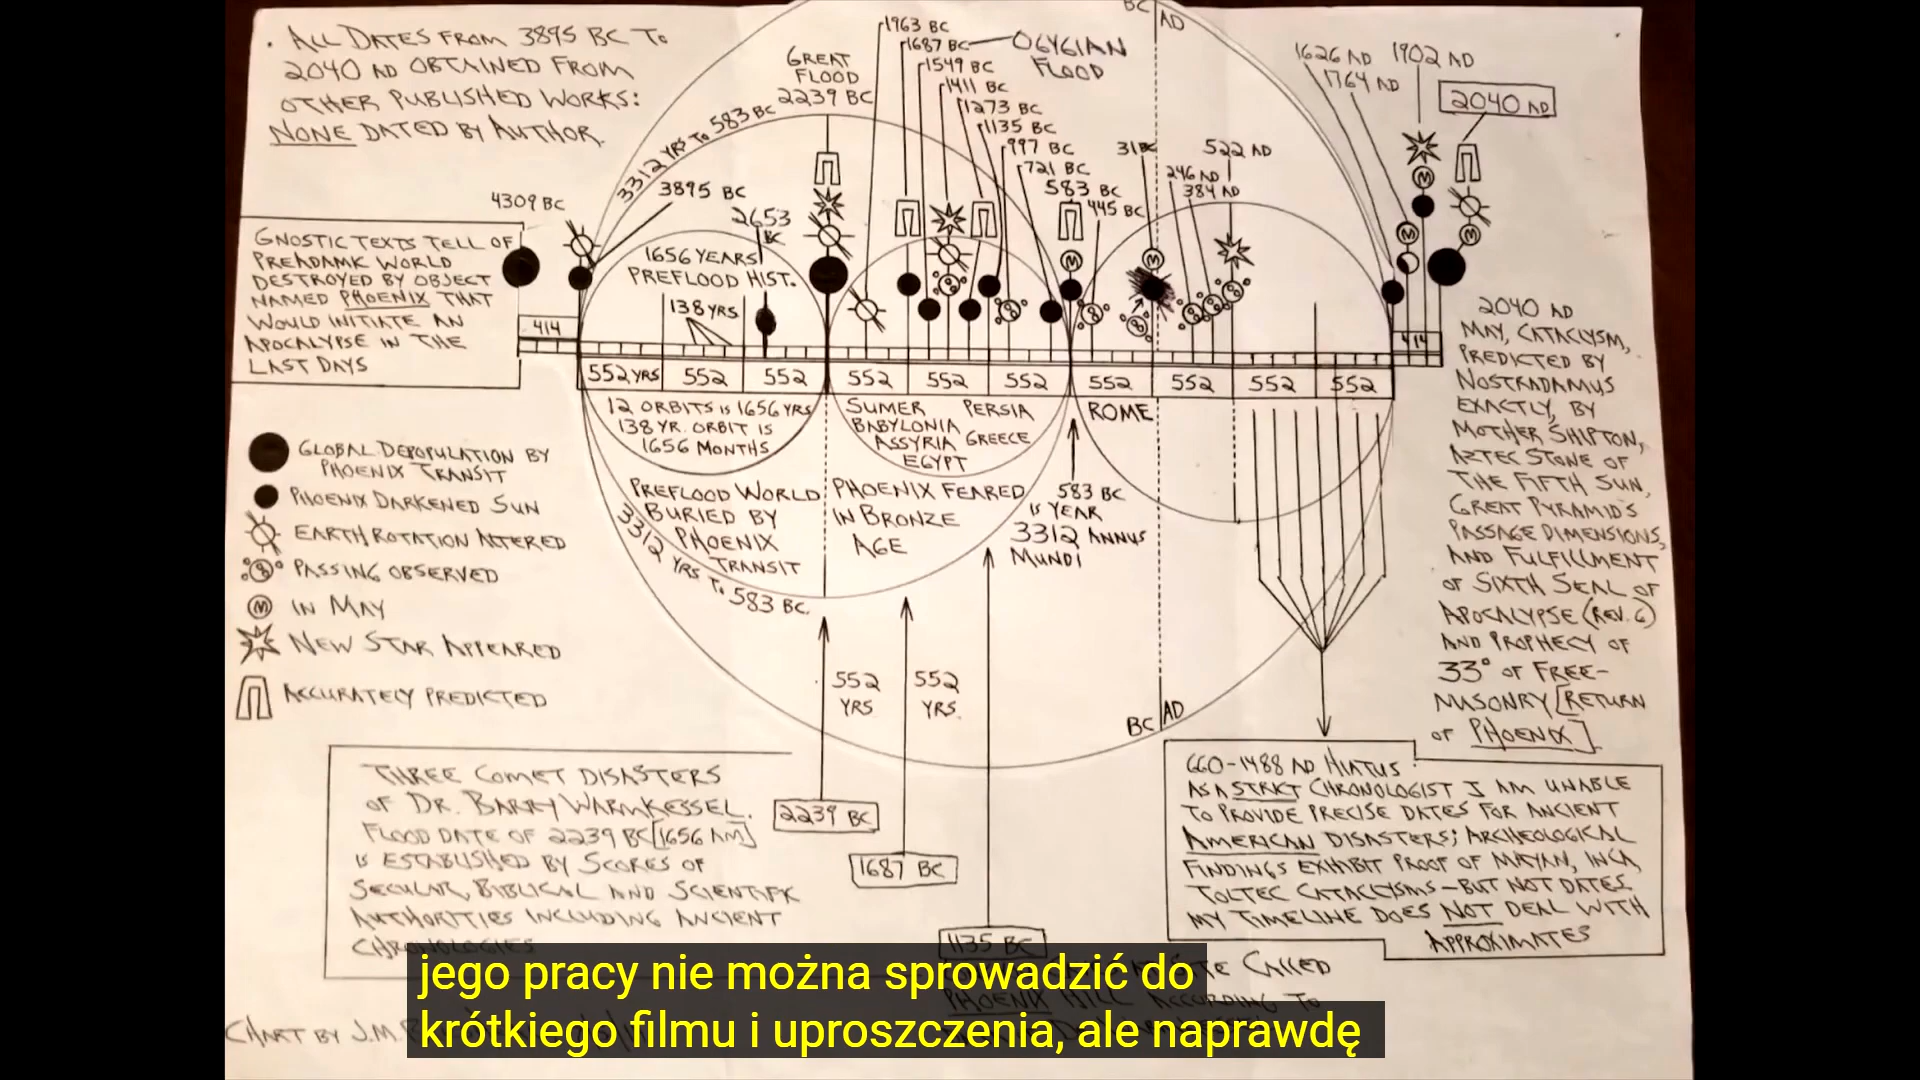 · ALL DATES FROM 3895 BC TO
2040 AD OBTAINED FROM
OTHER PUBLISHED WORKS:
NONE DATED BY AUTHOR.
GREAT
FLOOD
2239 BC
1963 BC
1687 BC
OGYGIAN
FLOOD
1549 BC
1411 BC
1273 BC
1135 BC
997 BC
721 BC
583 BC
445 BC
BC AD
31 BC
522 AD
246 AD
384 AD
1626 AD
1764 AD
1902 AD
2040 AD
3312 YRS TO 583 BC
4309 BC
3895 BC
2653
BC
GNOSTIC TEXTS TELL OF
PREADAMIC WORLD
DESTROYED BY OBJECT
NAMED PHOENIX THAT
WOULD INITIATE AN
APOCALYPSE IN THE
LAST DAYS
1656 YEARS
PREFLOOD HIST.
138 YRS
414
414
552 YRS
552
552
552
552
552
552
552
552
552
12 ORBITS IS 1656 YRS
138 YR. ORBIT IS
1656 MONTHS
SUMER PERSIA
BABYLONIA
ASSYRIA GREECE
EGYPT
ROME
PREFLOOD WORLD
BURIED BY
PHOENIX
TRANSIT
3312 YRS TO 583 BC.
PHOENIX FEARED
IN BRONZE
AGE
583 BC
IS YEAR
3312 ANNUS
MUNDI
GLOBAL DEPOPULATION BY
PHOENIX TRANSIT
PHOENIX DARKENED SUN
EARTH ROTATION ALTERED
PASSING OBSERVED
M
IN MAY
NEW STAR APPEARED
ACCURATELY PREDICTED
2040 AD
MAY, CATACLYSM,
PREDICTED BY
NOSTRADAMUS
EXACTLY, BY
MOTHER SHIPTON,
AZTEC STONE OF
THE FIFTH SUN,
GREAT PYRAMID'S
PASSAGE DIMENSIONS,
AND FULFILLMENT
OF SIXTH SEAL OF
APOCALYPSE (REV. 6)
AND PROPHECY OF
33° OF FREE-
MASONRY [RETURN
OF PHOENIX].
552
YRS
552
YRS.
BC AD
THREE COMET DISASTERS
OF DR. BARRY WARMKESSEL.
FLOOD DATE OF 2239 BC [1656 AM]
IS ESTABLISHED BY SCORES OF
SECULAR, BIBLICAL AND SCIENTIFIC
AUTHORITIES INCLUDING ANCIENT
CHRONOLOGIES
2239 BC
1687 BC
1135 BC
660-1488 AD HIATUS.
AS A STRICT CHRONOLOGIST I AM UNABLE
TO PROVIDE PRECISE DATES FOR ANCIENT
AMERICAN DISASTERS; ARCHEOLOGICAL
FINDINGS EXHIBIT PROOF OF MAYAN, INCA,
TOLTEC CATACLYSMS—BUT NOT DATES.
MY TIMELINE DOES NOT DEAL WITH
APPROXIMATES
SITE CALLED
PHOENIX HILL ACCORDING TO
CHART BY J.M.
jego pracy nie można sprowadzić do
krótkiego filmu i uproszczenia, ale naprawdę